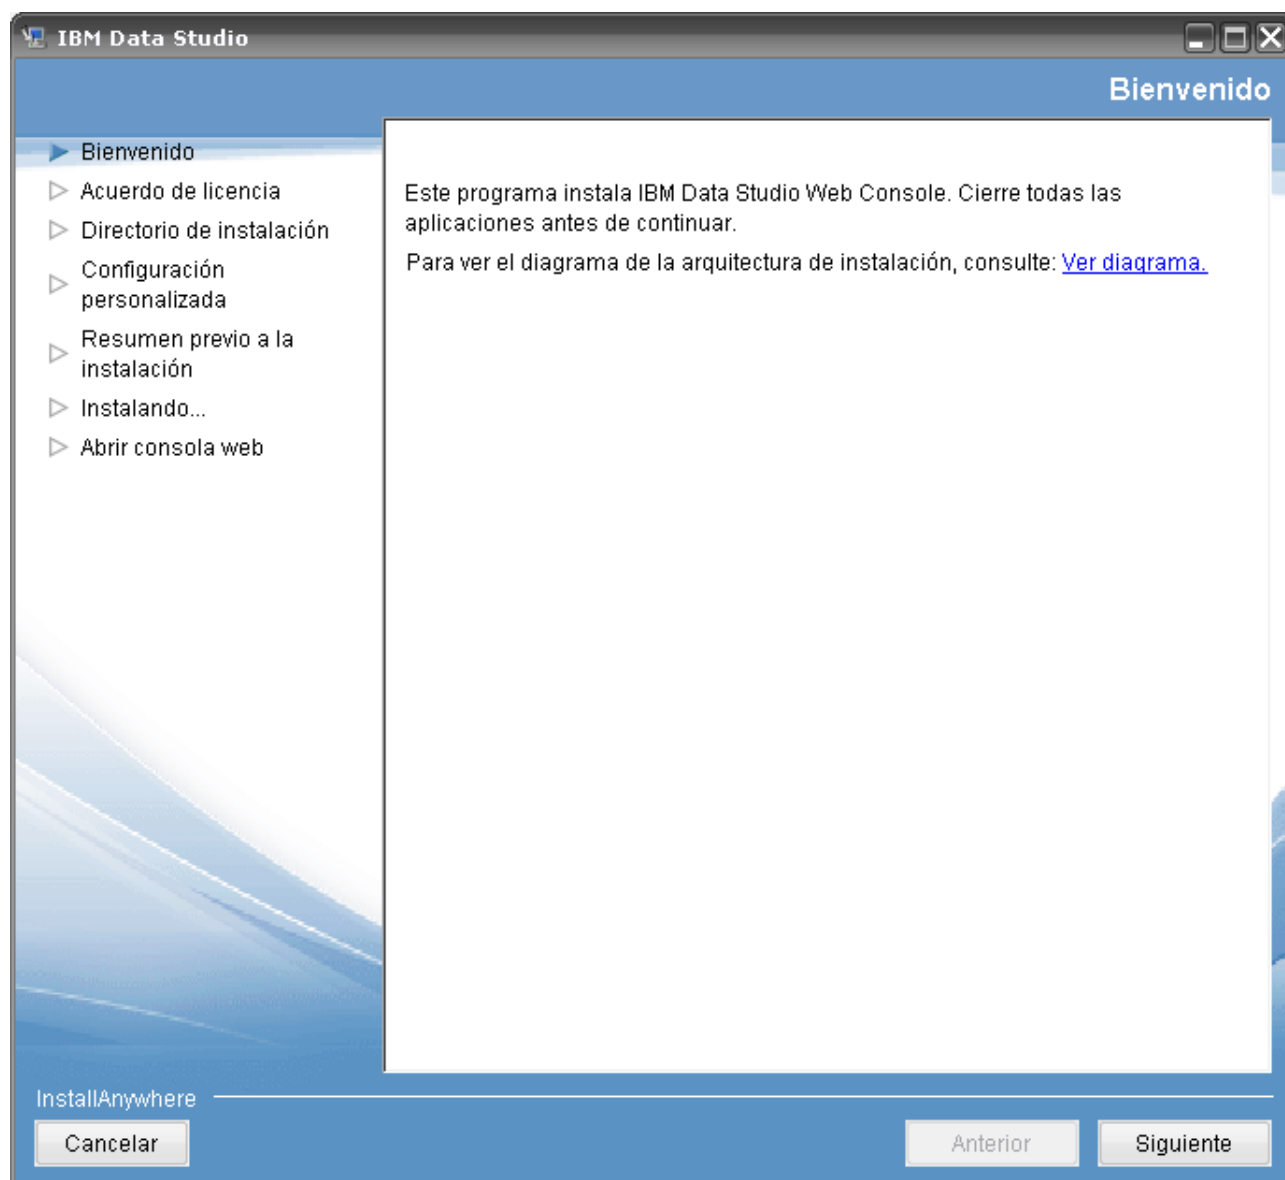 IBM Data Studio
Bienvenido
Bienvenido
Acuerdo de licencia
Directorio de instalación
Configuración
personalizada
Resumen previo a la
instalación
Instalando...
Abrir consola web
Este programa instala IBM Data Studio Web Console. Cierre todas las
aplicaciones antes de continuar.
Para ver el diagrama de la arquitectura de instalación, consulte: Ver diagrama.
InstallAnywhere
Cancelar
Anterior
Siguiente